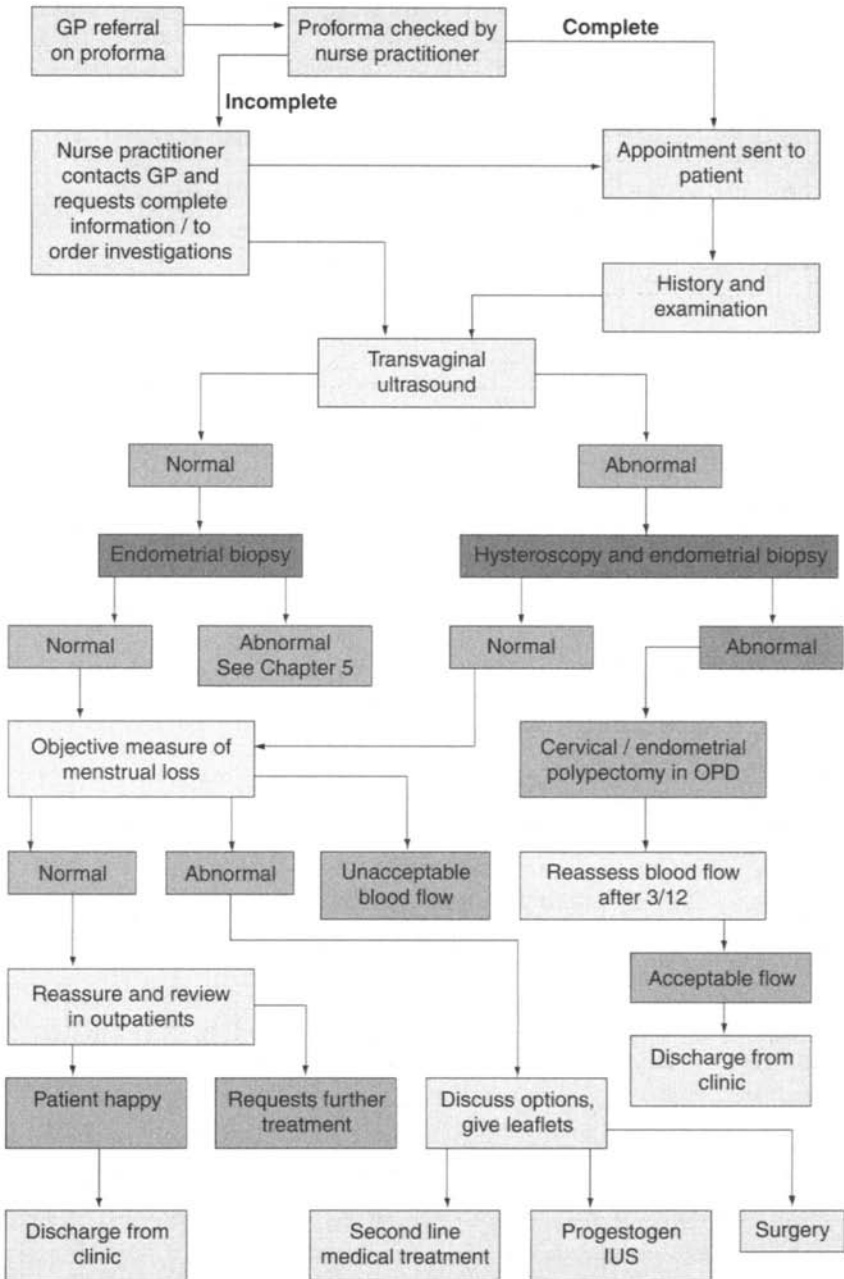 GP referral
on proforma
Proforma checked by
nurse practitioner
Complete
Incomplete
Nurse practitioner
contacts GP and
requests complete
information / to
order investigations
Appointment sent to
patient
History and
examination
Transvaginal
ultrasound
Normal
Abnormal
Endometrial biopsy
Hysteroscopy and endometrial biopsy
Normal
Abnormal
See Chapter 5
Normal
Abnormal
Objective measure of
menstrual loss
Cervical / endometrial
polypectomy in OPD
Normal
Abnormal
Unacceptable
blood flow
Reassess blood flow
after 3/12
Reassure and review
in outpatients
Acceptable flow
Discharge from
clinic
Patient happy
Requests further
treatment
Discuss options,
give leaflets
Discharge from
clinic
Second line
medical treatment
Progestogen
IUS
Surgery